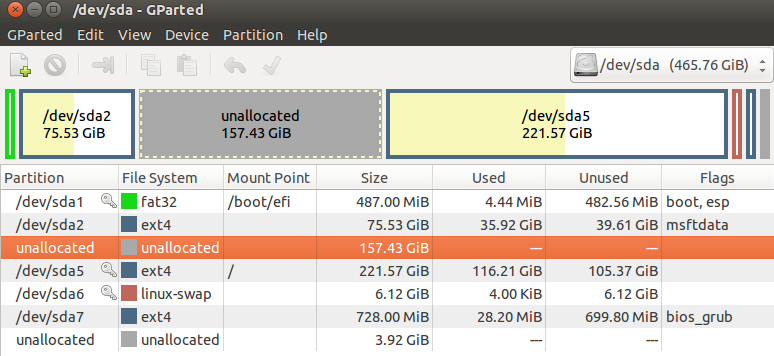 /dev/sda - GParted
GParted Edit View Device Partition Help
/dev/sda (465.76 GiB)
/dev/sda2 unallocated /dev/sda5
75.53 GiB 157.43 GiB 221.57 GiB
Partition File System Mount Point Size Used Unused Flags
/dev/sda1 fat32 /boot/efi 487.00 MiB 4.44 MiB 482.56 MiB boot, esp
/dev/sda2 ext4 75.53 GiB 35.92 GiB 39.61 GiB msftdata
unallocated unallocated 157.43 GiB --- ---
/dev/sda5 ext4 / 221.57 GiB 116.21 GiB 105.37 GiB
/dev/sda6 linux-swap 6.12 GiB 4.00 KiB 6.12 GiB
/dev/sda7 ext4 728.00 MiB 28.20 MiB 699.80 MiB bios_grub
unallocated unallocated 3.92 GiB --- ---